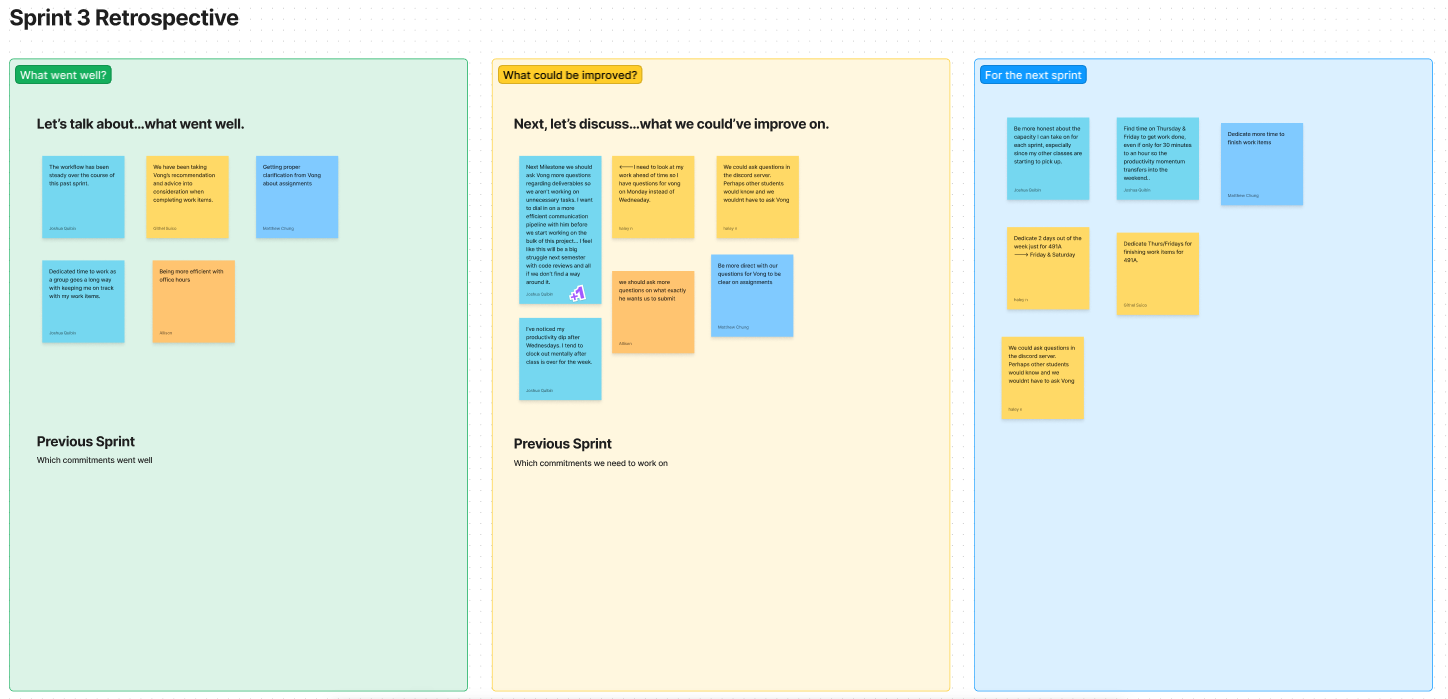 Sprint 3 Retrospective
What went well?
Let's talk about...what went well.
The workflow has been
steady over the course of
this past sprint.
Joshua Quibin
We have been taking
Vong's recommendation
and advice into
consideration when
completing work items.
Getting proper
clarification from Vong
about assignments
Matthew Chung
Dedicated time to work as
a group goes a long way
with keeping me on track
with my work items.
Joshua Quibin
Being more efficient with
office hours
Allison
Previous Sprint
Which commitments went well
What could be improved?
Next, let's discuss...what we could've improve on.
Next Milestone we should
ask Vong more questions
regarding deliverables so
we aren't working on
unnecessary tasks. I want
to dial in on a more
efficient communication
pipeline with him before
we start working on the
bulk of this project... I feel
like this will be a big
struggle next semester
with code reviews and all
if we don't find a way
around it.
Joshua Quibin
+1
<---- I need to look at my
work ahead of time so I
have questions for vong
on Monday instead of
Wednesday.
haley n
We could ask questions in
the discord server.
Perhaps other students
would know and we
wouldnt have to ask Vong
haley n
we should ask more
questions on what exactly
he wants us to submit
Allison
Be more direct with our
questions for Vong to be
clear on assignments
Matthew Chung
I've noticed my
productivity dip after
Wednesdays. I tend to
clock out mentally after
class is over for the week.
Joshua Quibin
Previous Sprint
Which commitments we need to work on
For the next sprint
Be more honest about the
capacity I can take on for
each sprint, especially
since my other classes are
starting to pick up.
Joshua Quibin
Find time on Thursday &
Friday to get work done,
even if only for 30 minutes
to an hour so the
productivity momentum
transfers into the
weekend..
Joshua Quibin
Dedicate more time to
finish work items
Matthew Chung
Dedicate 2 days out of the
week just for 491A
----> Friday & Saturday
haley n
Dedicate Thurs/Fridays for
finishing work items for
491A.
We could ask questions in
the discord server.
Perhaps other students
would know and we
wouldnt have to ask Vong
haley n